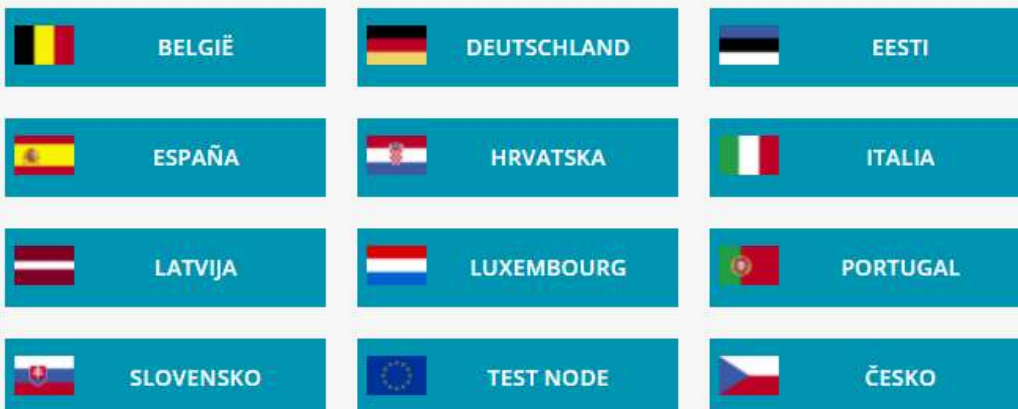 BELGIË
DEUTSCHLAND
EESTI
ESPAÑA
HRVATSKA
ITALIA
LATVIJA
LUXEMBOURG
PORTUGAL
SLOVENSKO
TEST NODE
ČESKO